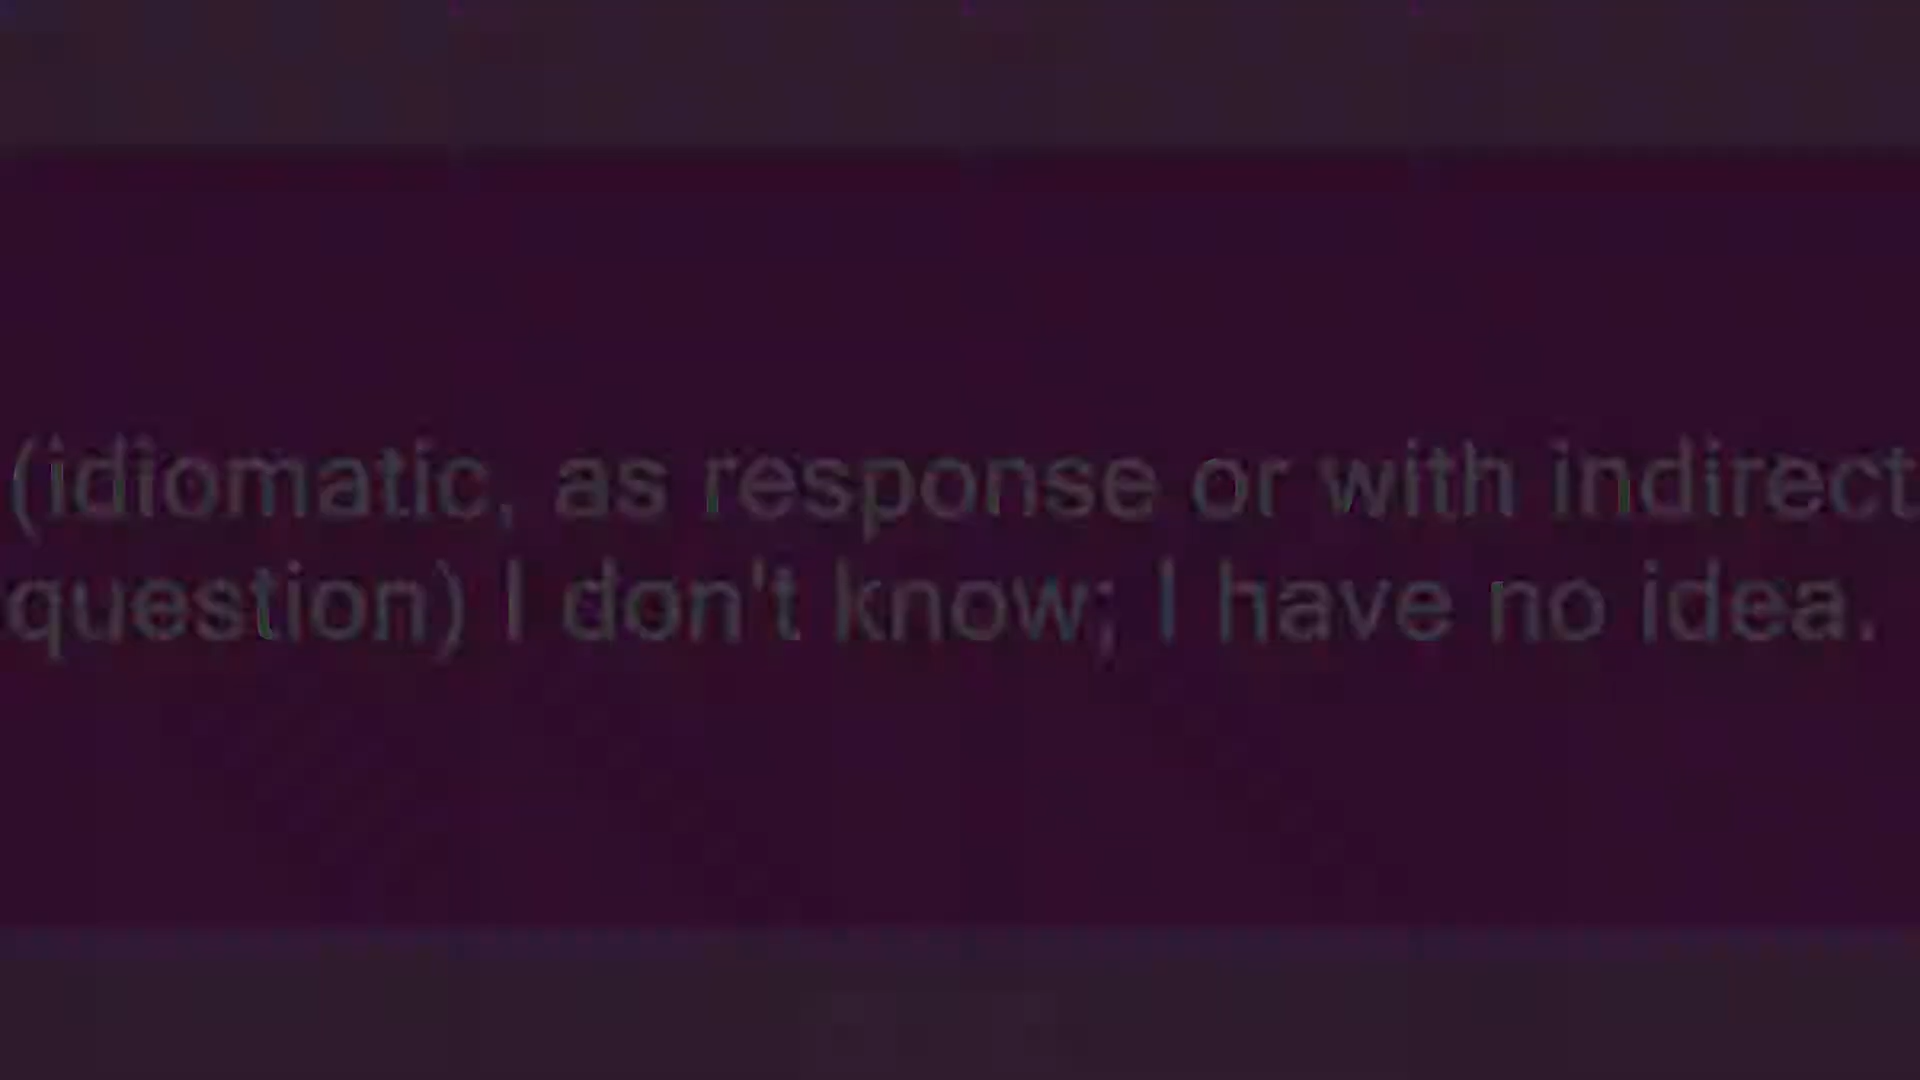 (idiomatic, as response or with indirect
question) I don't know; I have no idea.